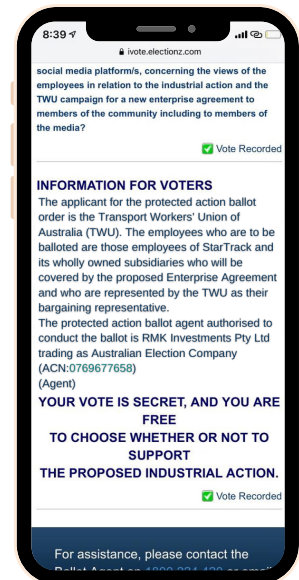 8:39
ivote.electionz.com
social media platform/s, concerning the views of the
employees in relation to the industrial action and the
TWU campaign for a new enterprise agreement to
members of the community including to members of
the media?
Vote Recorded
INFORMATION FOR VOTERS
The applicant for the protected action ballot
order is the Transport Workers' Union of
Australia (TWU). The employees who are to be
balloted are those employees of StarTrack and
its wholly owned subsidiaries who will be
covered by the proposed Enterprise Agreement
and who are represented by the TWU as their
bargaining representative.
The protected action ballot agent authorised to
conduct the ballot is RMK Investments Pty Ltd
trading as Australian Election Company
(ACN:0769677658)
(Agent)
YOUR VOTE IS SECRET, AND YOU ARE
FREE
TO CHOOSE WHETHER OR NOT TO
SUPPORT
THE PROPOSED INDUSTRIAL ACTION.
Vote Recorded
For assistance, please contact the
Ballot Agent on